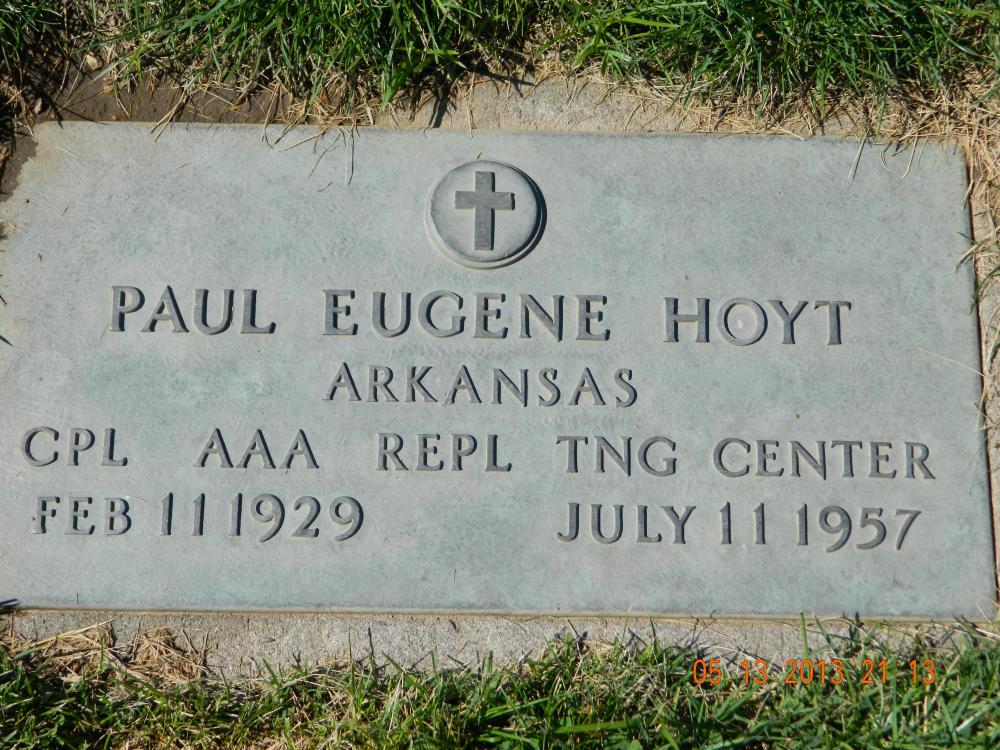 PAUL EUGENE HOYT
ARKANSAS
CPL AAA REPL TNG CENTER
FEB 11 1929 JULY 11 1957
05 13 2013 21 13